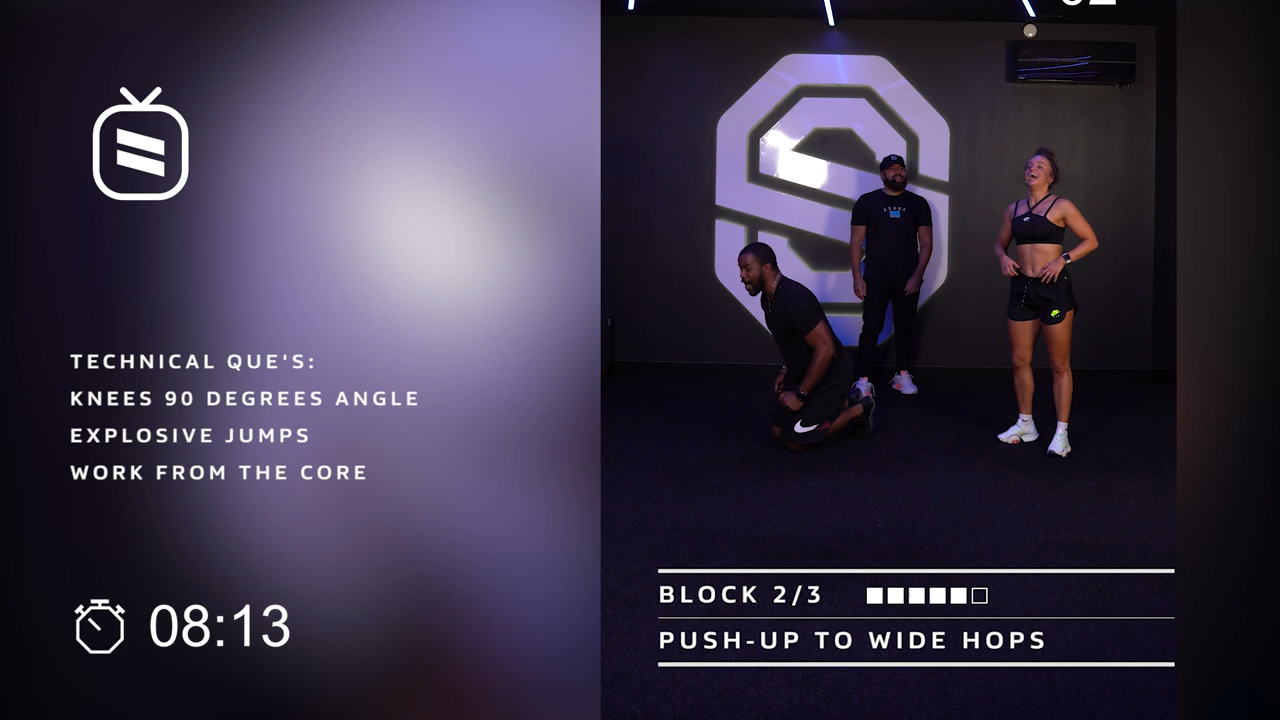 TECHNICAL QUE'S:
KNEES 90 DEGREES ANGLE
EXPLOSIVE JUMPS
WORK FROM THE CORE
08:13
BLOCK 2/3
PUSH-UP TO WIDE HOPS